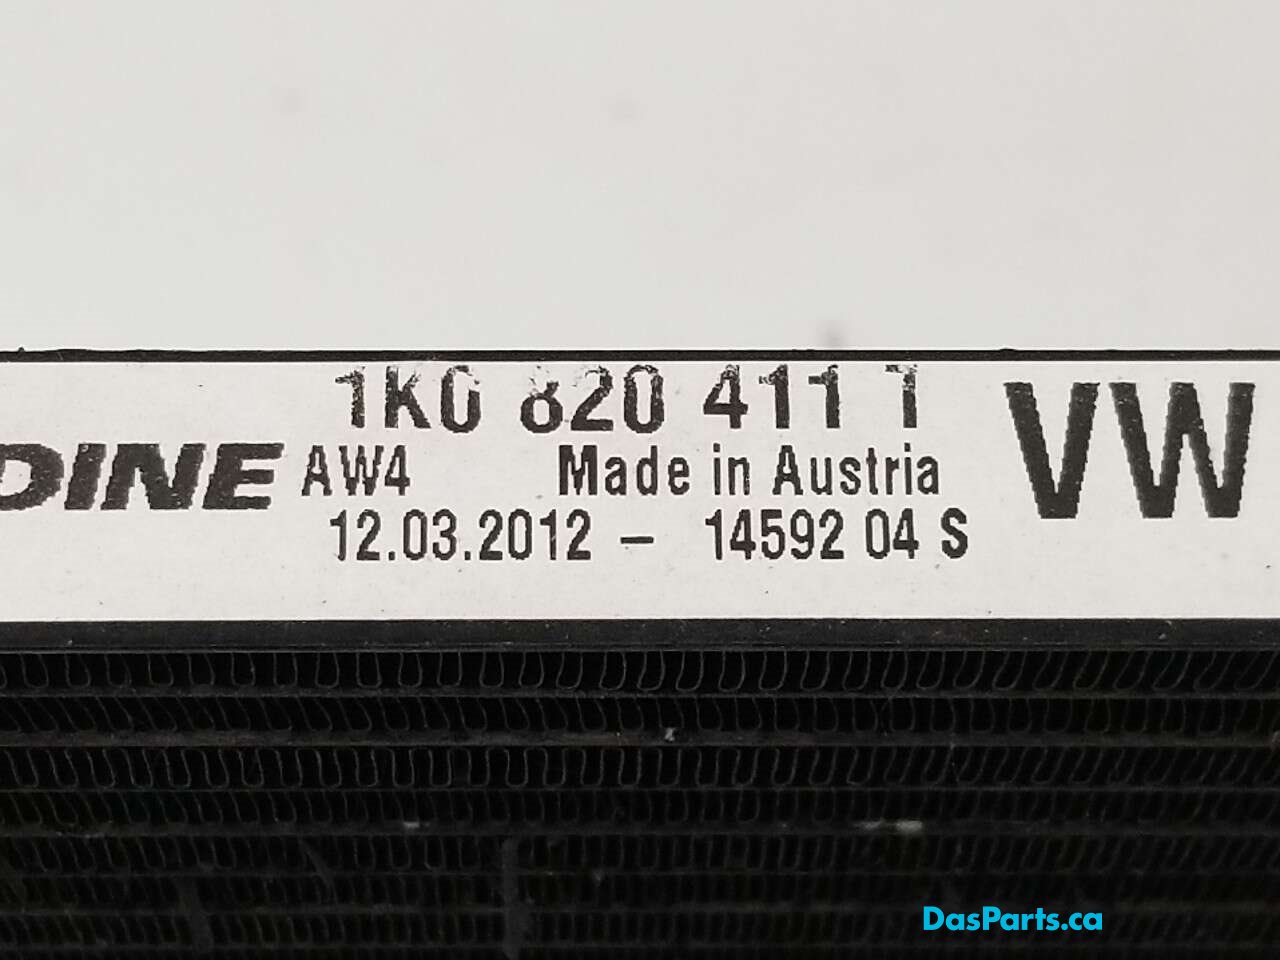 1K0 820 411 T
DINE AW4 Made in Austria
12.03.2012 – 14592 04 S
VW
DasParts.ca